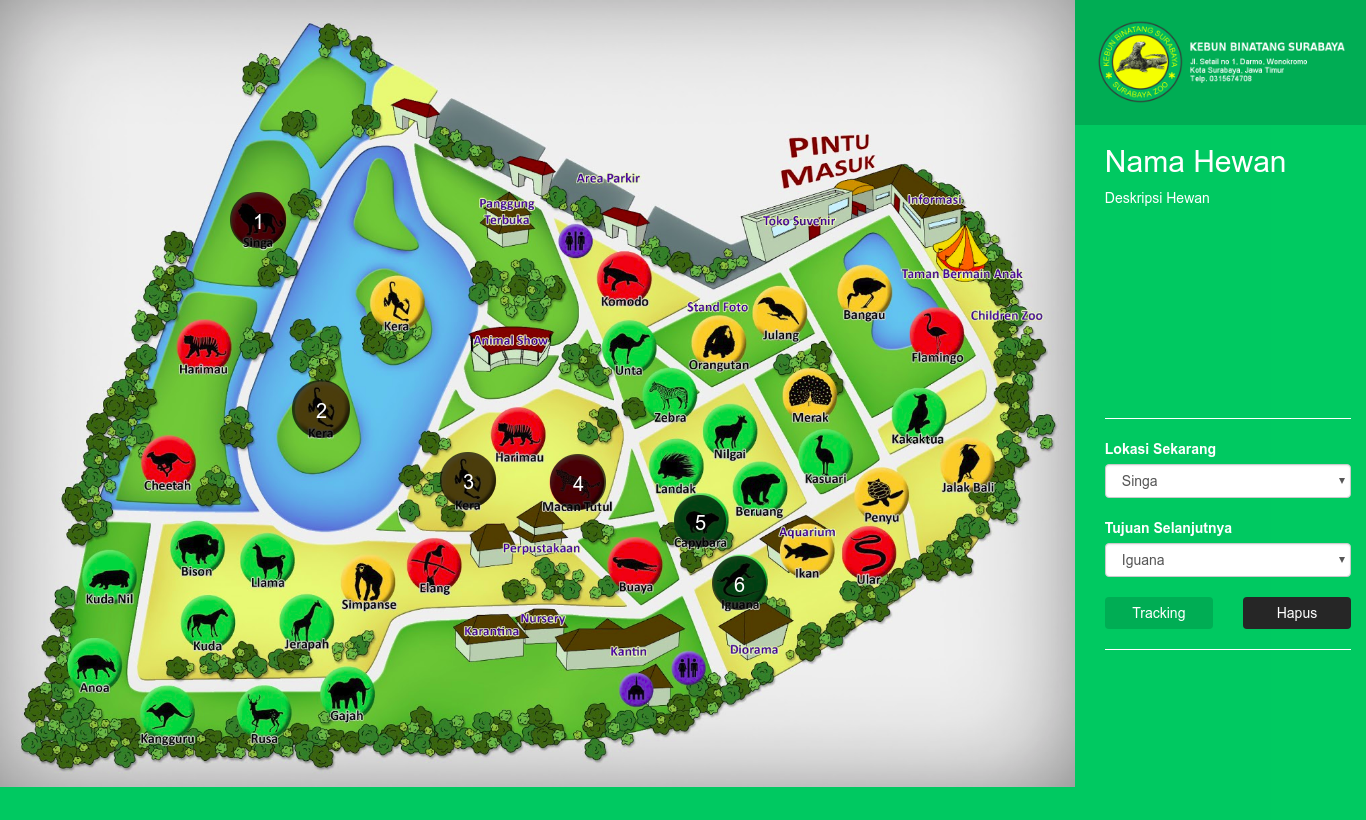 PINTU
MASUK
Area Parkir
Panggung
Terbuka
Toko Suvenir
Informasi
Taman Bermain Anak
Children Zoo
1
Singa
Komodo
Kera
Stand Foto
Julang
Bangau
Harimau
Animal Show
Unta
Orangutan
Flamingo
2
Kera
Zebra
Merak
Kakaktua
Harimau
Nilgai
Cheetah
3
Kera
4
Macan Tutul
Landak
Kasuari
Jalak Bali
Beruang
Penyu
5
Capybara
Perpustakaan
Aquarium
Bison
Llama
Ikan
Ular
Kuda Nil
Simpanse
Elang
Buaya
6
Iguana
Kuda
Jerapah
Karantina
Nursery
Kantin
Diorama
Anoa
Kangguru
Rusa
Gajah
KEBUN BINATANG SURABAYA
SURABAYA ZOO
KEBUN BINATANG SURABAYA
Jl. Setail no 1, Darmo, Wonokromo
Kota Surabaya, Jawa Timur
Telp. 0315674708
Nama Hewan
Deskripsi Hewan
Lokasi Sekarang
Singa
Tujuan Selanjutnya
Iguana
Tracking
Hapus